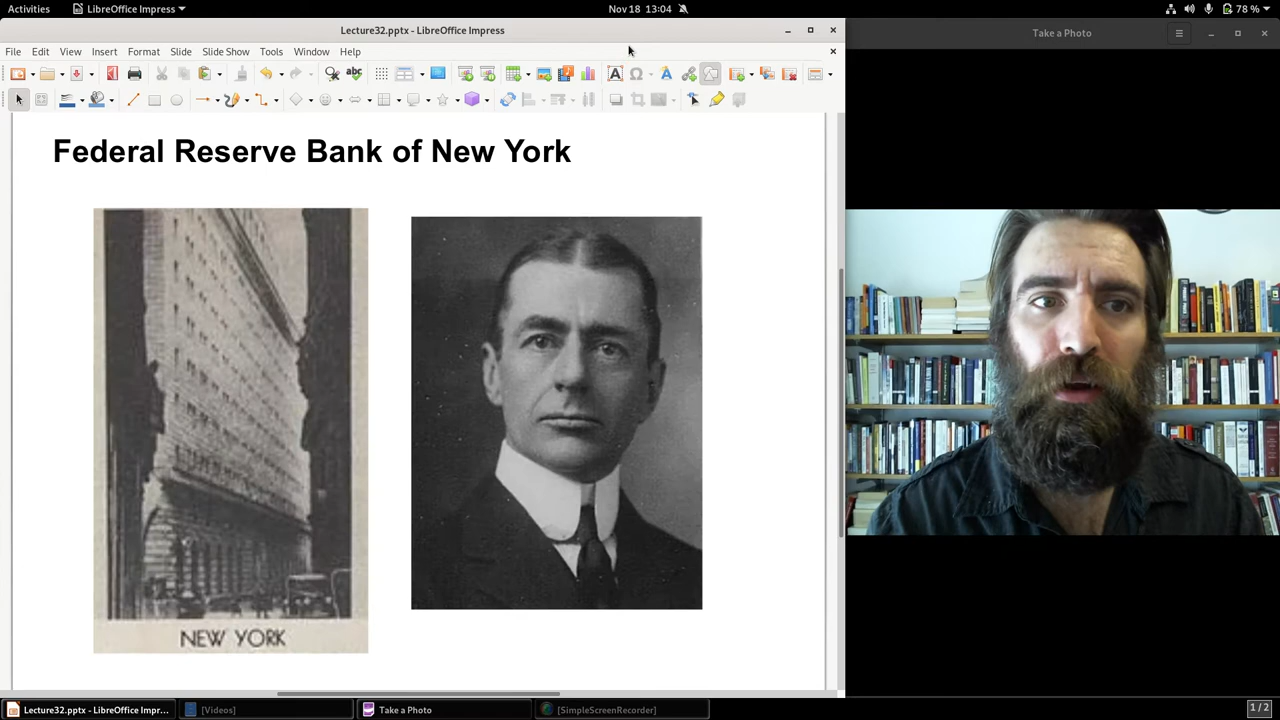 Activities
LibreOffice Impress
Nov 18 13:04
78 %
Lecture32.pptx - LibreOffice Impress
Take a Photo
File Edit View Insert Format Slide Slide Show Tools Window Help
Federal Reserve Bank of New York
NEW YORK
Lecture32.pptx - LibreOffice Impr...
[Videos]
Take a Photo
[SimpleScreenRecorder]
1 / 2